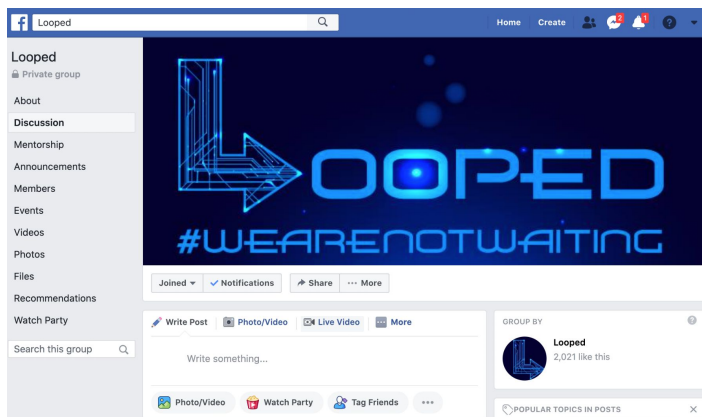 Looped
Home Create 2 1
Looped
Private group
About
Discussion
Mentorship
Announcements
Members
Events
Videos
Photos
Files
Recommendations
Watch Party
Search this group
LOOPED
#WEARENOTWAITING
Joined Notifications Share More
Write Post Photo/Video Live Video More
Write something...
Photo/Video Watch Party Tag Friends
GROUP BY
Looped
2,021 like this
POPULAR TOPICS IN POSTS